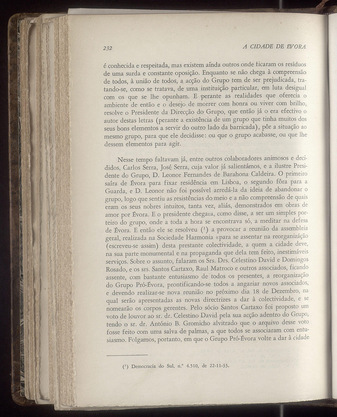 232 A CIDADE DE ÉVORA
é conhecida e respeitada, mas existem ainda outros onde ficaram os resíduos
de uma surda e constante oposição. Enquanto se não chega à compreensão
de todos, à união de todos, a acção do Grupo tem de ser prejudicada, tra-
tando-se, como se tratava, de uma instituição particular, em luta desigual
com os que se lhe opunham. E perante as realidades que oferecia o
ambiente de então e o desejo de morrer com honra ou viver com brilho,
resolve o Presidente da Direcção do Grupo, que então já o era efectivo o
autor destas letras (perante a existência de um grupo que tinha muitos dos
seus bons elementos a servir do outro lado da barricada), pôr a situação ao
mesmo grupo, para que ele decidisse: ou que o grupo acabasse, ou que lhe
dessem elementos para agir.
Nesse tempo faltavam já, entre outros colaboradores animosos e deci-
didos, Carlos Serra, José Serra, cuja valor já salientámos, e a ilustre Presi-
dente do Grupo, D. Leonor Fernandes de Barahona Caldeira. O primeiro
saíra de Évora para fixar residência em Lisboa, o segundo fôra para a
Guarda, e D. Leonor não foi possível arredá-la da ideia de abandonar o
grupo, logo que sentiu as resistências do meio e a não compreensão de quais
eram os seus nobres intuitos, tanta vez, aliás, demonstrados em obras de
amor por Évora. E o presidente chegava, como disse, a ser um simples pos-
teiro do grupo, onde a toda a hora se encontrava só, a meditar na defesa
de Évora. E então ele se resolveu (¹) a provocar a reunião da assembleia
geral, realizada na Sociedade Harmonia «para se assentar na reorganização
(escreveu-se assim) desta prestante colectividade, a quem a cidade deve,
na sua parte monumental e na propaganda que dela tem feito, inestimáveis
serviços. Sobre o assunto, falaram os Srs. Drs. Celestino David e Domingos
Rosado, e os srs. Santos Cartaxo, Raul Matroco e outros associados, ficando
assente, com bastante entusiasmo de todos os presentes, a reorganização
do Grupo Pró-Évora, prontificando-se todos a angariar novos associados,
e devendo realizar-se nova reunião no próximo dia 18 de Dezembro, na
qual serão apresentadas as novas directrizes a dar à colectividade, e se
nomearão os corpos gerentes. Pelo sócio Santos Cartaxo foi proposto um
voto de louvor ao sr. dr. Celestino David pela sua acção adentro do Grupo,
tendo o sr. dr. António B. Gromicho alvitrado que o arquivo desse voto
fosse feito com uma salva de palmas, a que todos se associaram com entu-
siasmo. Folgamos, portanto, em que o Grupo Pró-Évora volte a dar à cidade
(¹) Democracia do Sul, n.º 4.510, de 22-11-33.